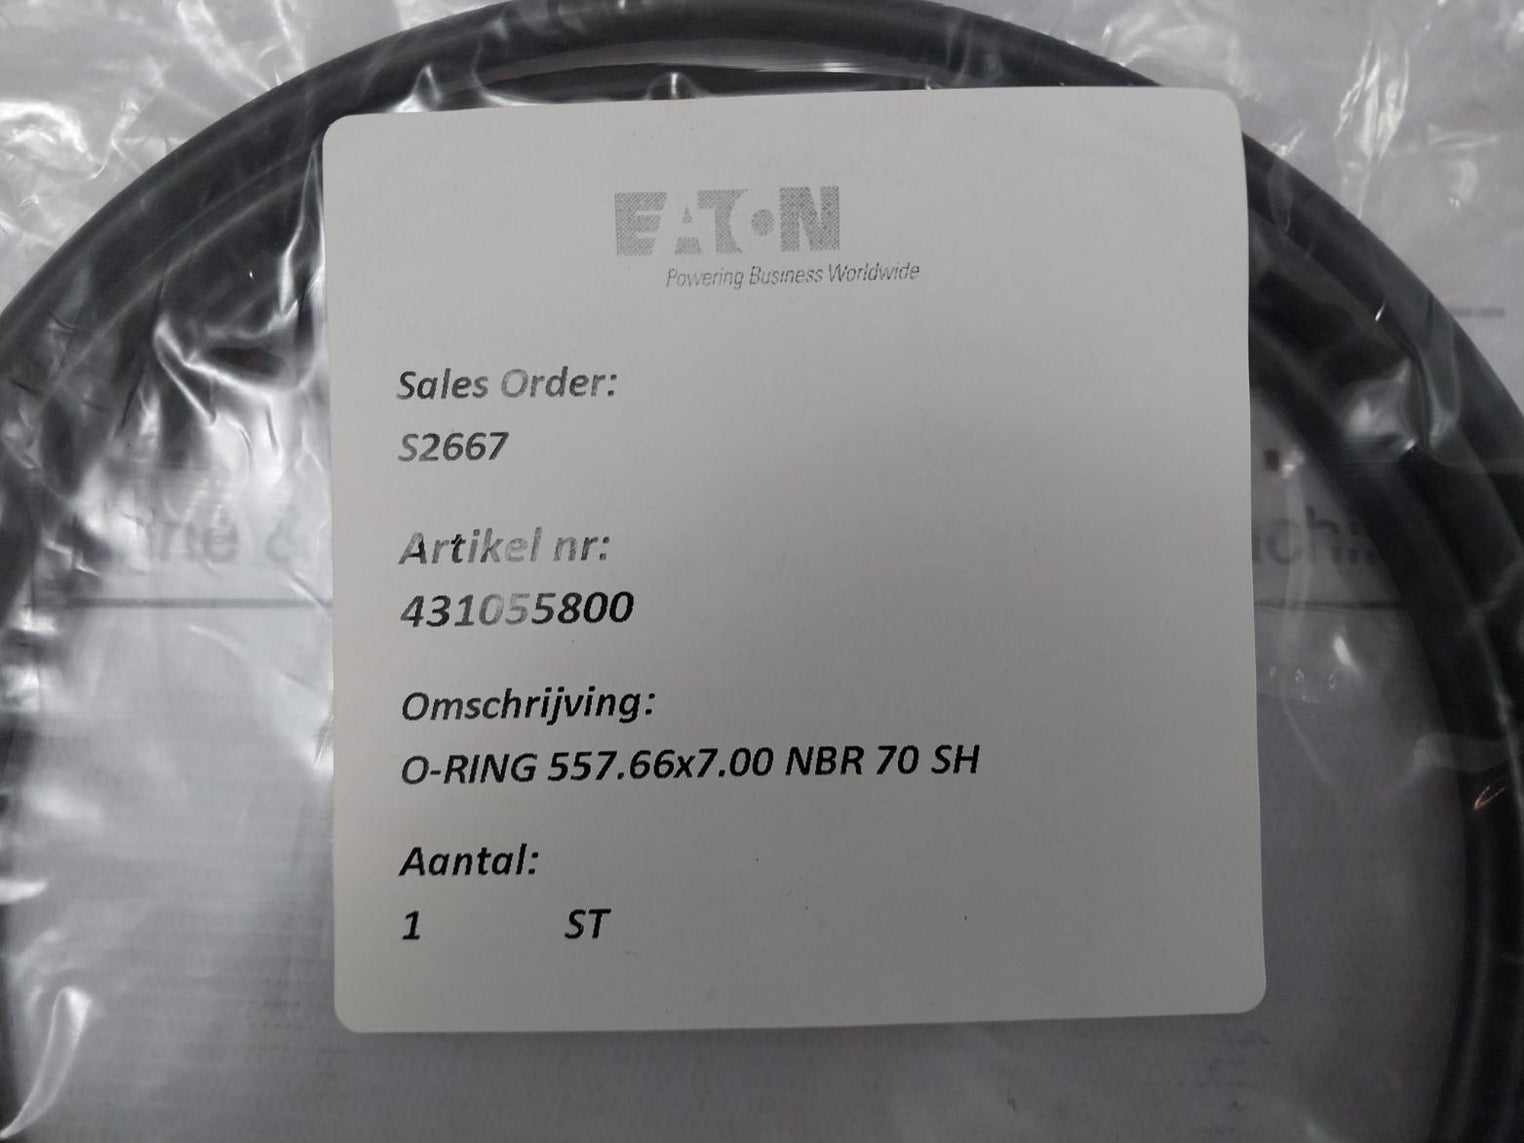 EATON
Powering Business Worldwide
Sales Order:
S2667
Artikel nr:
431055800
Omschrijving:
O-RING 557.66x7.00 NBR 70 SH
Aantal:
1 ST